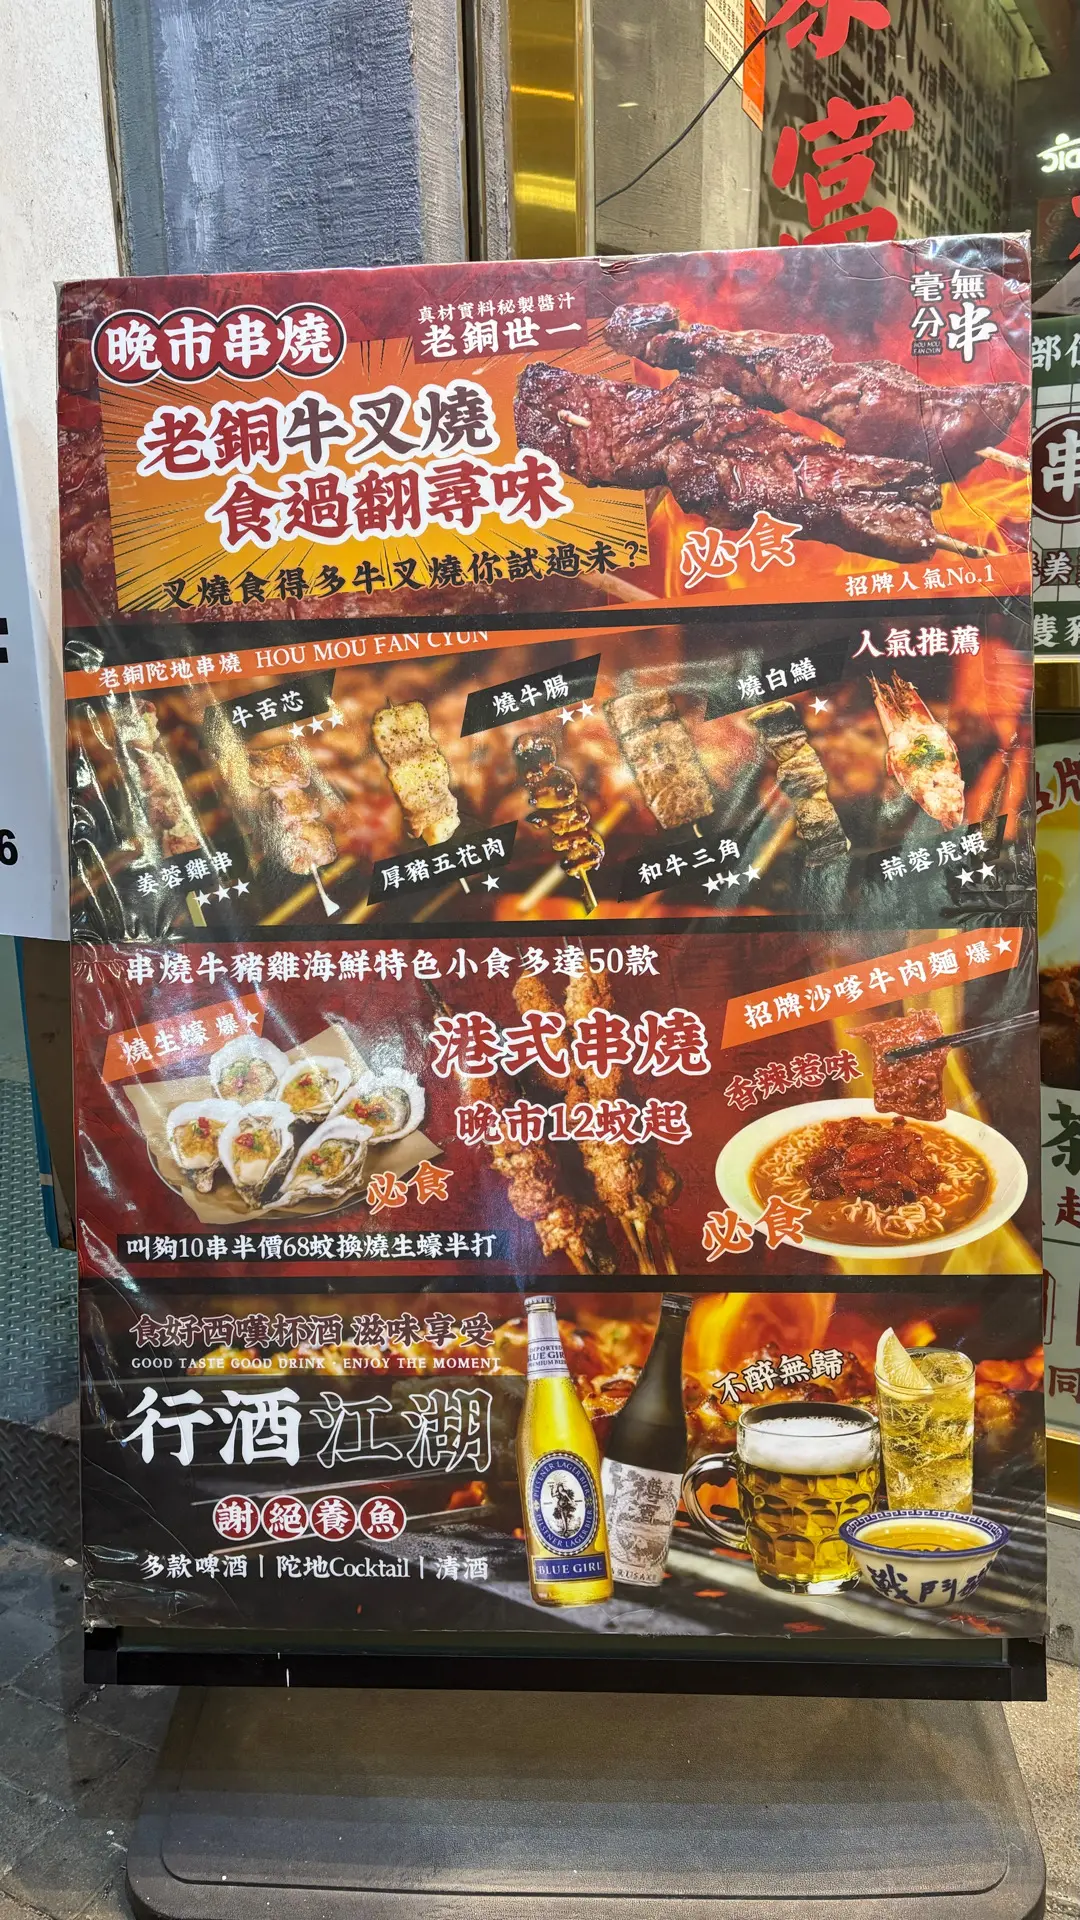 晚市串燒
真材實料秘製醬汁
老銅世一
毫分 無串
HOU MOU
FAN CYUN
老銅牛叉燒
食過翻尋味
叉燒食得多牛叉燒你試過未?
必食
招牌人氣No.1
老銅陀地串燒 HOU MOU FAN CYUN
人氣推薦
牛舌芯
★★★
燒牛腸
★★
燒白鱔
★
姜蓉雞串
★★★
厚豬五花肉
★
和牛三角
★★★
蒜蓉虎蝦
★★
串燒牛豬雞海鮮特色小食多達50款
燒生蠔 爆★
招牌沙嗲牛肉麵 爆★
港式串燒
晚市12蚊起
香辣惹味
必食
必食
叫夠10串半價68蚊換燒生蠔半打
食好西嘆杯酒 滋味享受
GOOD TASTE GOOD DRINK · ENJOY THE MOMENT
行酒江湖
不醉無歸
謝絕養魚
多款啤酒 | 陀地Cocktail | 清酒
PILSENER LAGER BEER
BLUE GIRL
戰鬥